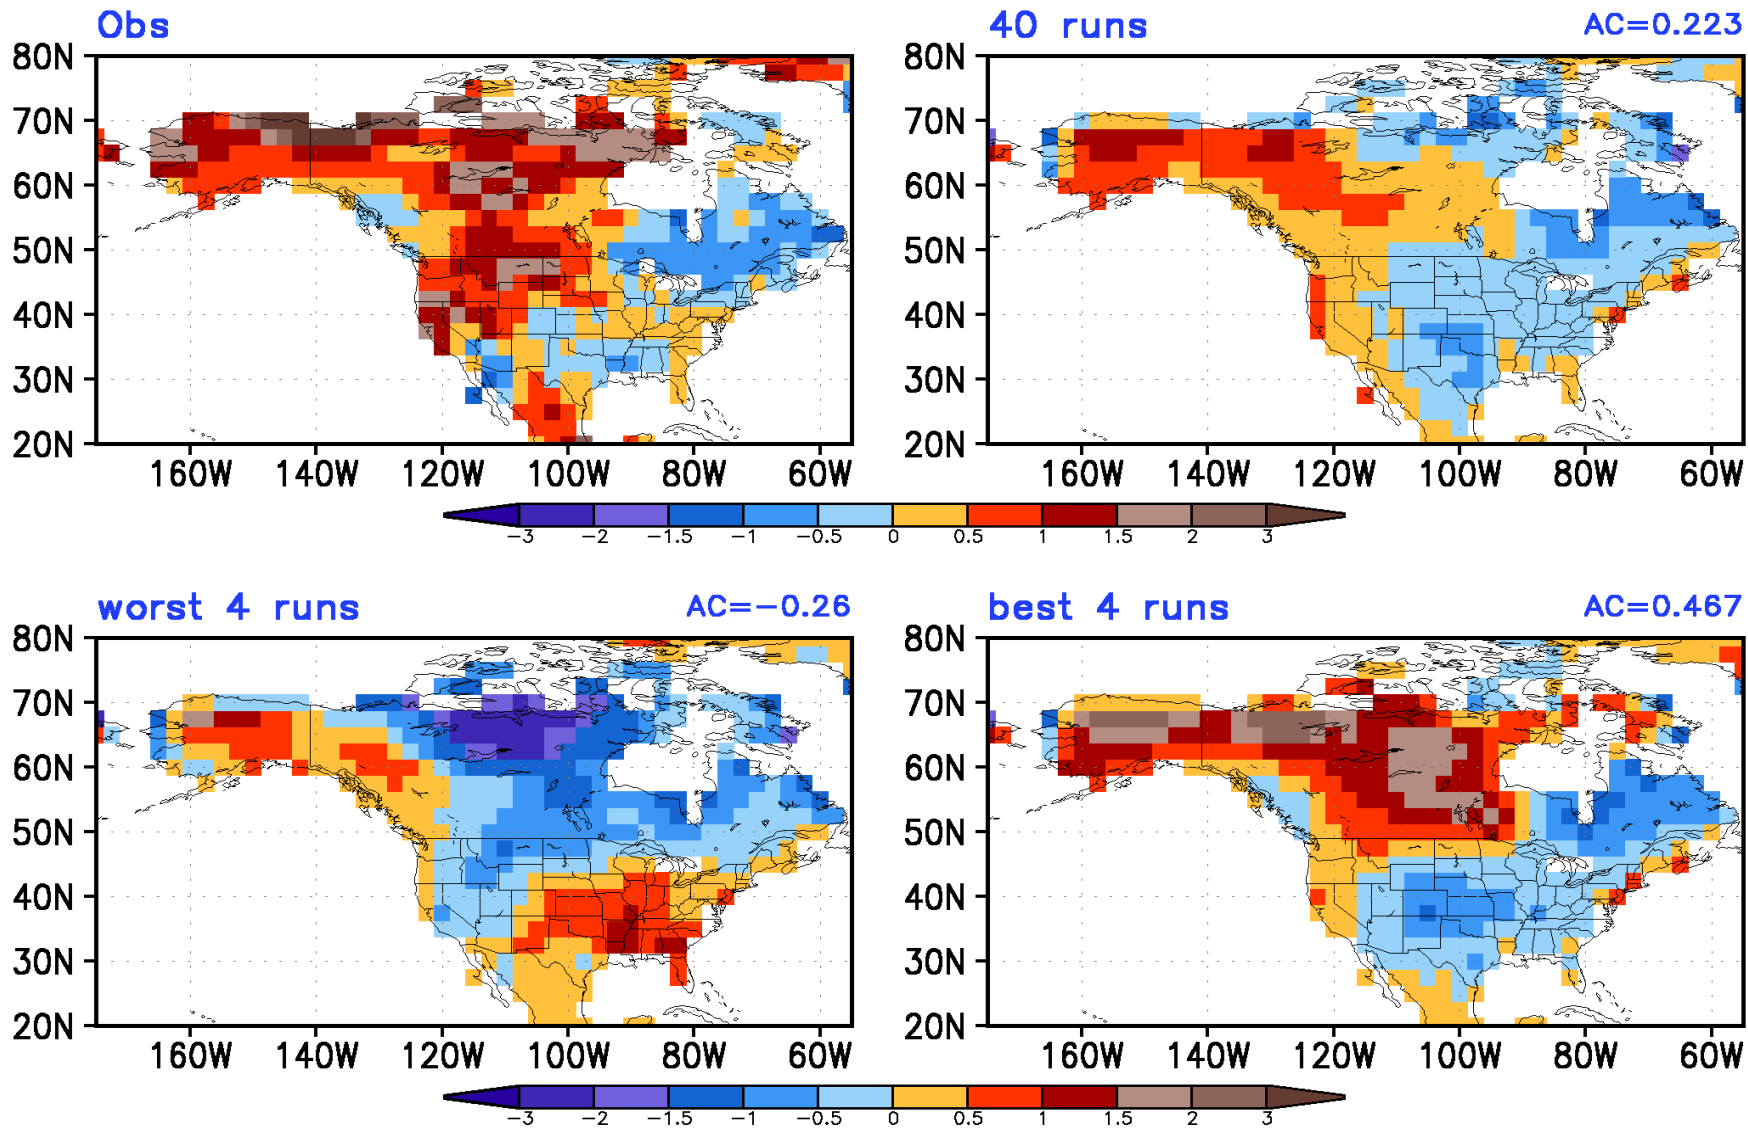 Obs
40 runs AC=0.223
80N 80N
70N 70N
60N 60N
50N 50N
40N 40N
30N 30N
20N 20N
160W 140W 120W 100W 80W 60W 160W 140W 120W 100W 80W 60W
−3 −2 −1.5 −1 −0.5 0 0.5 1 1.5 2 3
worst 4 runs AC=−0.26
best 4 runs AC=0.467
80N 80N
70N 70N
60N 60N
50N 50N
40N 40N
30N 30N
20N 20N
160W 140W 120W 100W 80W 60W 160W 140W 120W 100W 80W 60W
−3 −2 −1.5 −1 −0.5 0 0.5 1 1.5 2 3